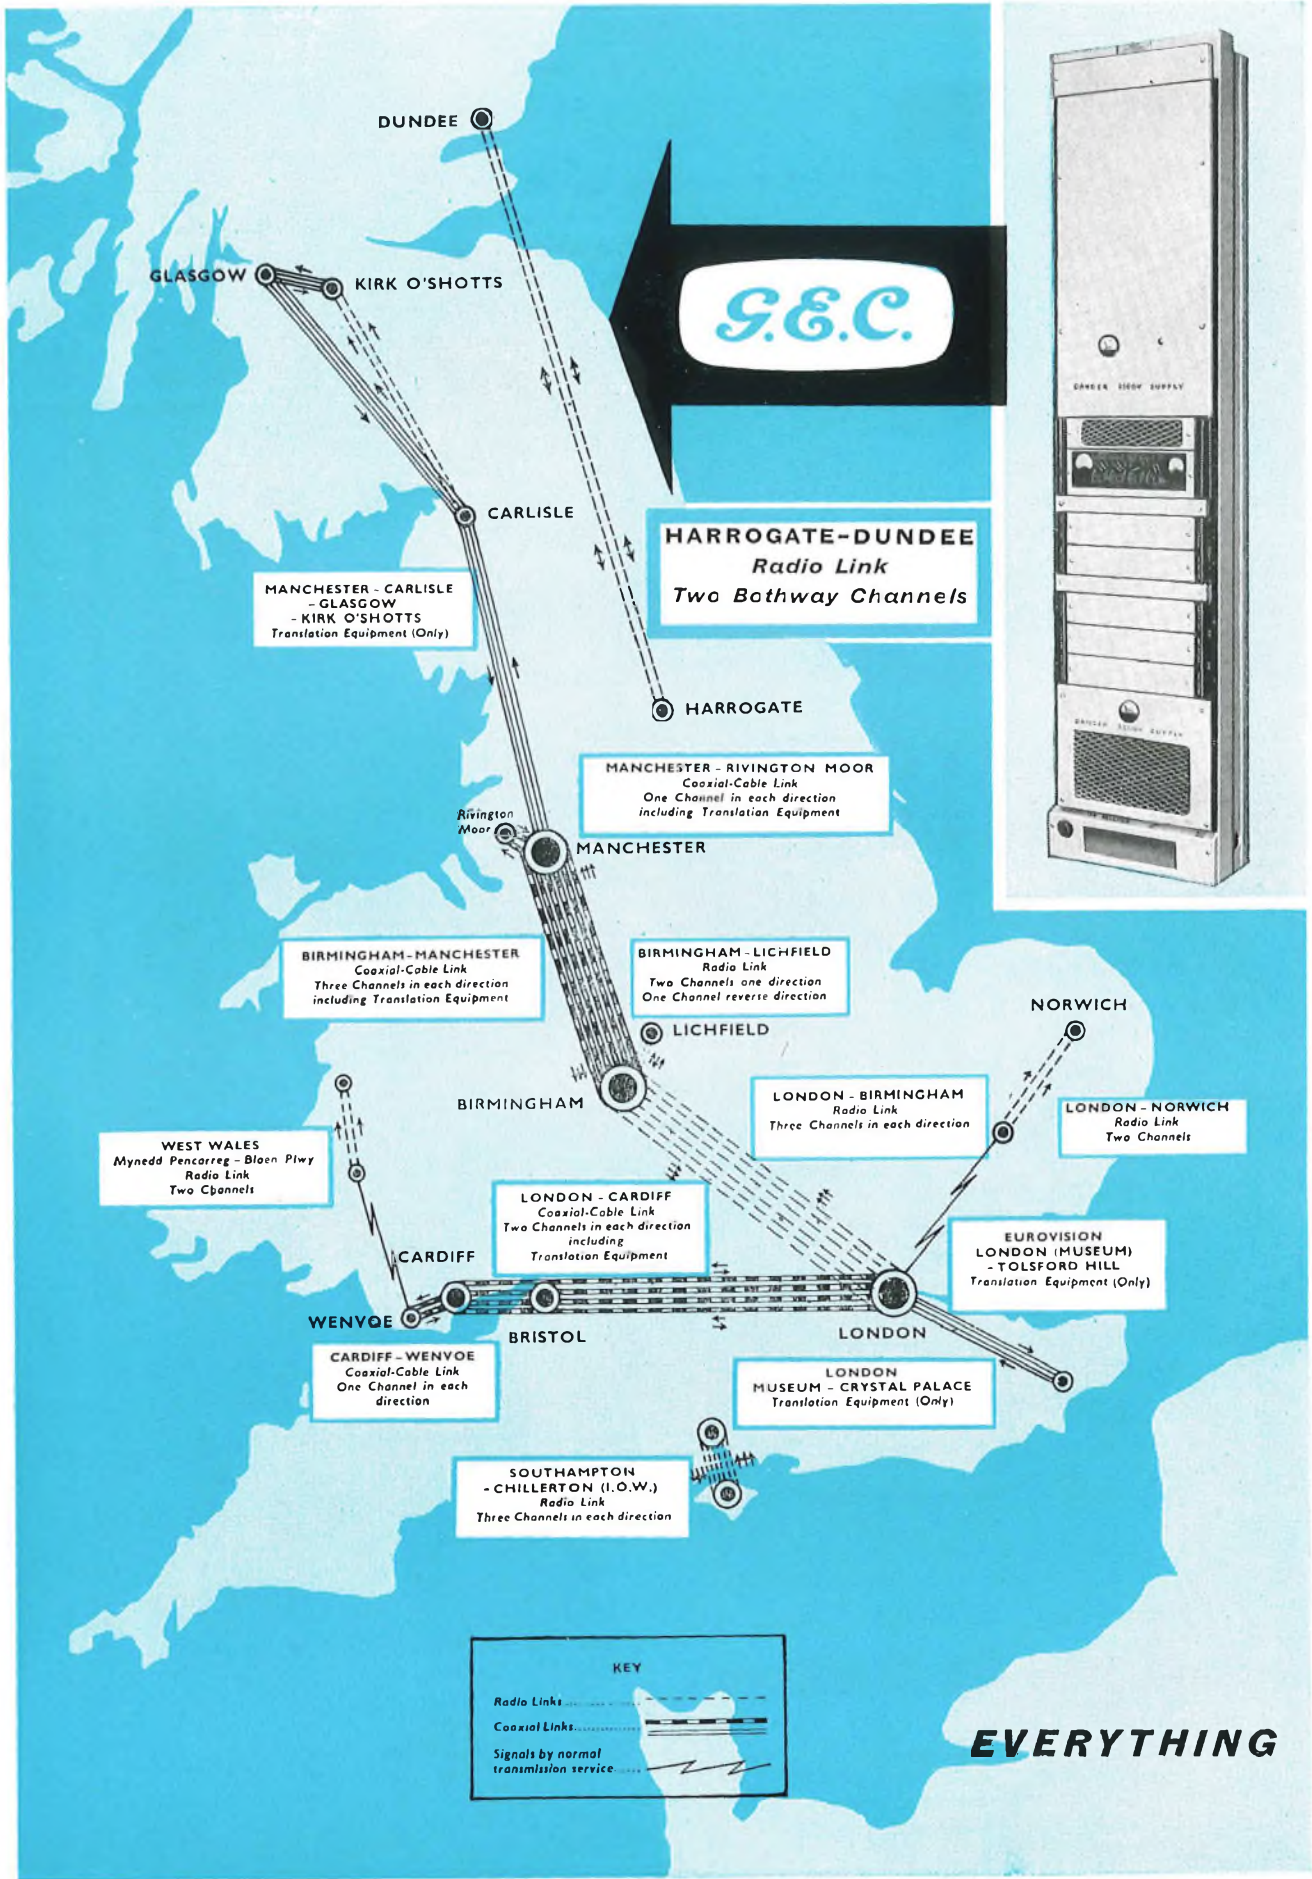 DUNDEE
GLASGOW
KIRK O'SHOTTS
G.E.C.
DANGER 3500V SUPPLY
CARLISLE
HARROGATE-DUNDEE
Radio Link
Two Bothway Channels
MANCHESTER - CARLISLE
- GLASGOW
- KIRK O'SHOTTS
Translation Equipment (Only)
HARROGATE
DANGER 3500V SUPPLY
MANCHESTER - RIVINGTON MOOR
Coaxial-Cable Link
One Channel in each direction
including Translation Equipment
Rivington
Moor
MANCHESTER
BIRMINGHAM-MANCHESTER
Coaxial-Cable Link
Three Channels in each direction
including Translation Equipment
BIRMINGHAM - LICHFIELD
Radio Link
Two Channels one direction
One Channel reverse direction
LICHFIELD
NORWICH
BIRMINGHAM
LONDON - BIRMINGHAM
Radio Link
Three Channels in each direction
LONDON - NORWICH
Radio Link
Two Channels
WEST WALES
Mynedd Pencarreg - Blaen Plwy
Radio Link
Two Channels
LONDON - CARDIFF
Coaxial-Cable Link
Two Channels in each direction
including
Translation Equipment
EUROVISION
LONDON (MUSEUM)
- TOLSFORD HILL
Translation Equipment (Only)
CARDIFF
WENVOE
BRISTOL
LONDON
CARDIFF-WENVOE
Coaxial-Cable Link
One Channel in each
direction
LONDON
MUSEUM - CRYSTAL PALACE
Translation Equipment (Only)
SOUTHAMPTON
- CHILLERTON (I.O.W.)
Radio Link
Three Channels in each direction
KEY
Radio Links
Coaxial Links
Signals by normal
transmission service
EVERYTHING